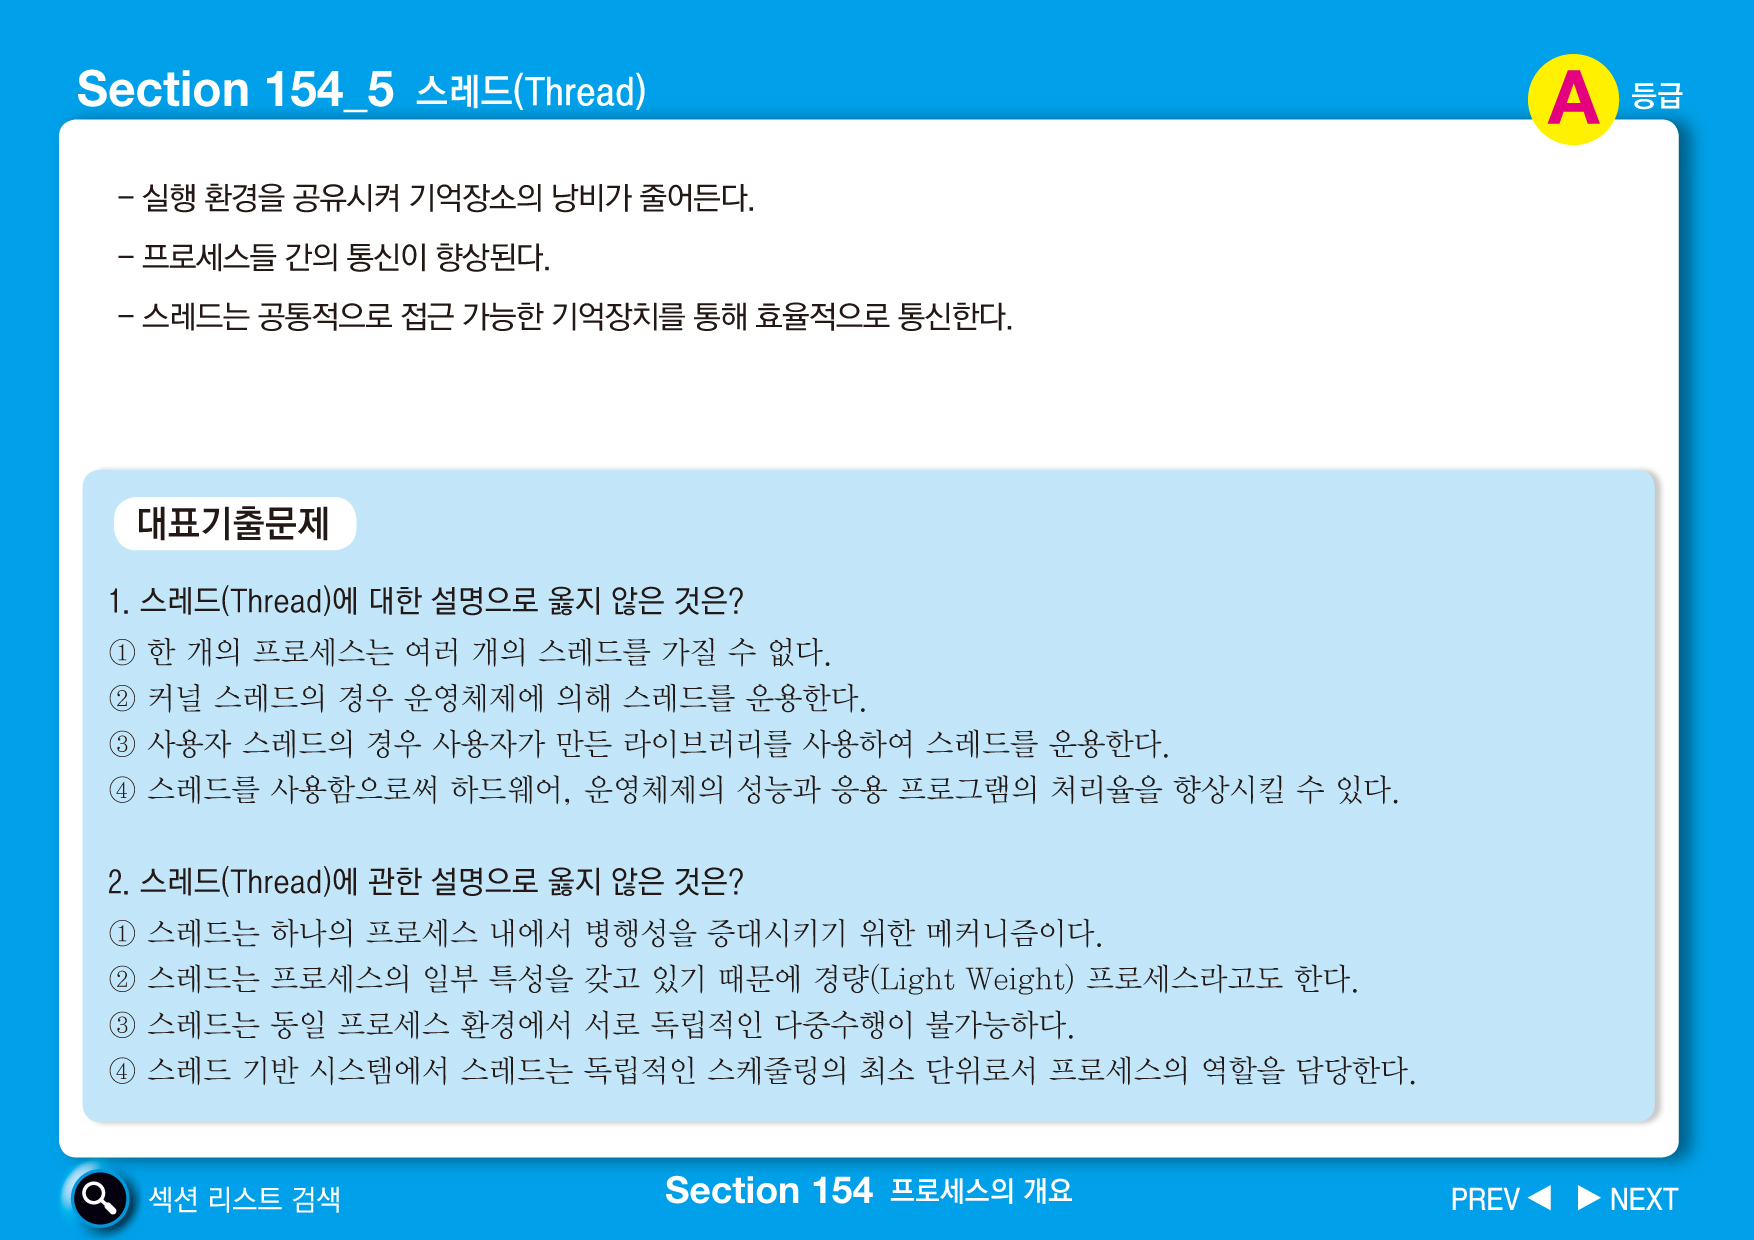 Section 154_5 스레드(Thread)
A 등급
– 실행 환경을 공유시켜 기억장소의 낭비가 줄어든다.
– 프로세스들 간의 통신이 향상된다.
– 스레드는 공통적으로 접근 가능한 기억장치를 통해 효율적으로 통신한다.
대표기출문제
1. 스레드(Thread)에 대한 설명으로 옳지 않은 것은?
① 한 개의 프로세스는 여러 개의 스레드를 가질 수 없다.
② 커널 스레드의 경우 운영체제에 의해 스레드를 운용한다.
③ 사용자 스레드의 경우 사용자가 만든 라이브러리를 사용하여 스레드를 운용한다.
④ 스레드를 사용함으로써 하드웨어, 운영체제의 성능과 응용 프로그램의 처리율을 향상시킬 수 있다.
2. 스레드(Thread)에 관한 설명으로 옳지 않은 것은?
① 스레드는 하나의 프로세스 내에서 병행성을 증대시키기 위한 메커니즘이다.
② 스레드는 프로세스의 일부 특성을 갖고 있기 때문에 경량(Light Weight) 프로세스라고도 한다.
③ 스레드는 동일 프로세스 환경에서 서로 독립적인 다중수행이 불가능하다.
④ 스레드 기반 시스템에서 스레드는 독립적인 스케줄링의 최소 단위로서 프로세스의 역할을 담당한다.
섹션 리스트 검색
Section 154 프로세스의 개요
PREV ◀ ▶ NEXT